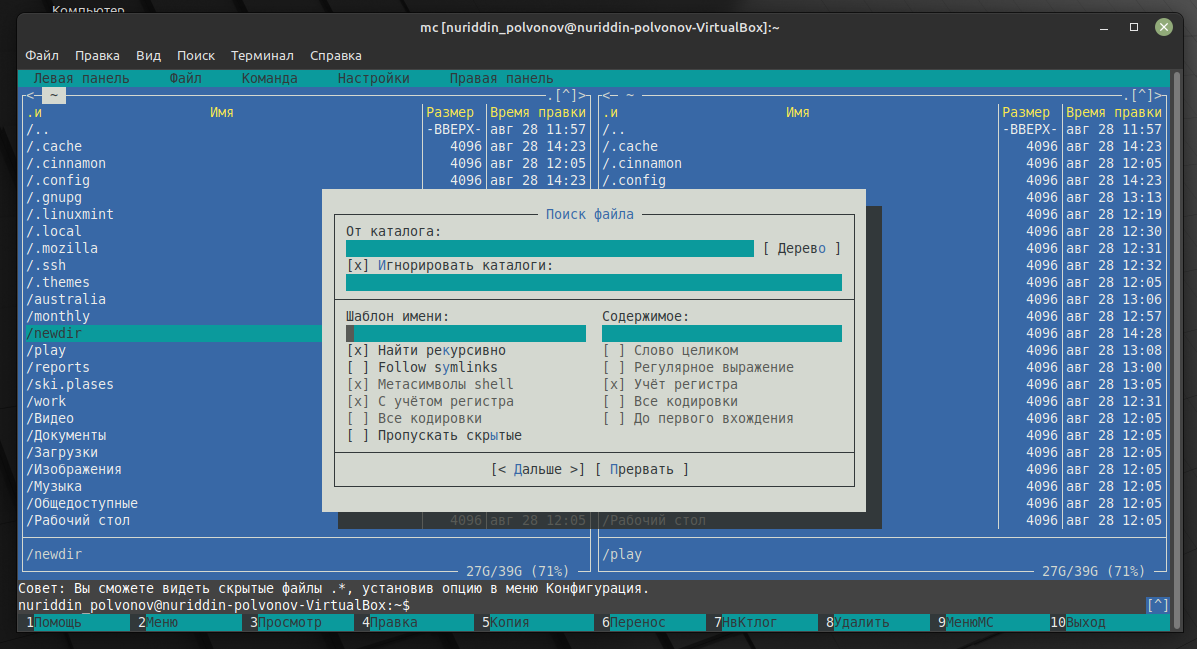 Компьютер
mc [nuriddin_polvonov@nuriddin-polvonov-VirtualBox]:~
Файл Правка Вид Поиск Терминал Справка
Левая панель Файл Команда Настройки Правая панель
<─ ~ ─.[^]> <─ ~ ─.[^]>
.и Имя Размер Время правки .и Имя Размер Время правки
/.. -ВВЕРХ- авг 28 11:57 /.. -ВВЕРХ- авг 28 11:57
/.cache 4096 авг 28 14:23 /.cache 4096 авг 28 14:23
/.cinnamon 4096 авг 28 12:05 /.cinnamon 4096 авг 28 12:05
/.config 4096 авг 28 14:23 /.config 4096 авг 28 14:23
/.gnupg 4096 авг 28 13:13
/.linuxmint Поиск файла 4096 авг 28 12:19
/.local От каталога: 4096 авг 28 12:30
/.mozilla [ Дерево ] 4096 авг 28 12:31
/.ssh [x] Игнорировать каталоги: 4096 авг 28 12:32
/.themes 4096 авг 28 12:05
/australia 4096 авг 28 13:06
/monthly Шаблон имени: Содержимое: 4096 авг 28 12:57
/newdir 4096 авг 28 14:28
/play [x] Найти рекурсивно [ ] Слово целиком 4096 авг 28 13:08
/reports [ ] Follow symlinks [ ] Регулярное выражение 4096 авг 28 13:00
/ski.plases [x] Метасимволы shell [x] Учёт регистра 4096 авг 28 13:05
/work [x] С учётом регистра [ ] Все кодировки 4096 авг 28 12:31
/Видео [ ] Все кодировки [ ] До первого вхождения 4096 авг 28 12:05
/Документы [ ] Пропускать скрытые 4096 авг 28 12:05
/Загрузки 4096 авг 28 12:05
/Изображения [< Дальше >] [ Прервать ] 4096 авг 28 12:05
/Музыка 4096 авг 28 12:05
/Общедоступные 4096 авг 28 12:05
/Рабочий стол 4096 авг 28 12:05 /Рабочий стол 4096 авг 28 12:05
/newdir /play
27G/39G (71%) 27G/39G (71%)
Совет: Вы сможете видеть скрытые файлы .*, установив опцию в меню Конфигурация.
nuriddin_polvonov@nuriddin-polvonov-VirtualBox:~$ [^]
1Помощь 2Меню 3Просмотр 4Правка 5Копия 6Перенос 7НвКтлог 8Удалить 9МенюMC 10Выход